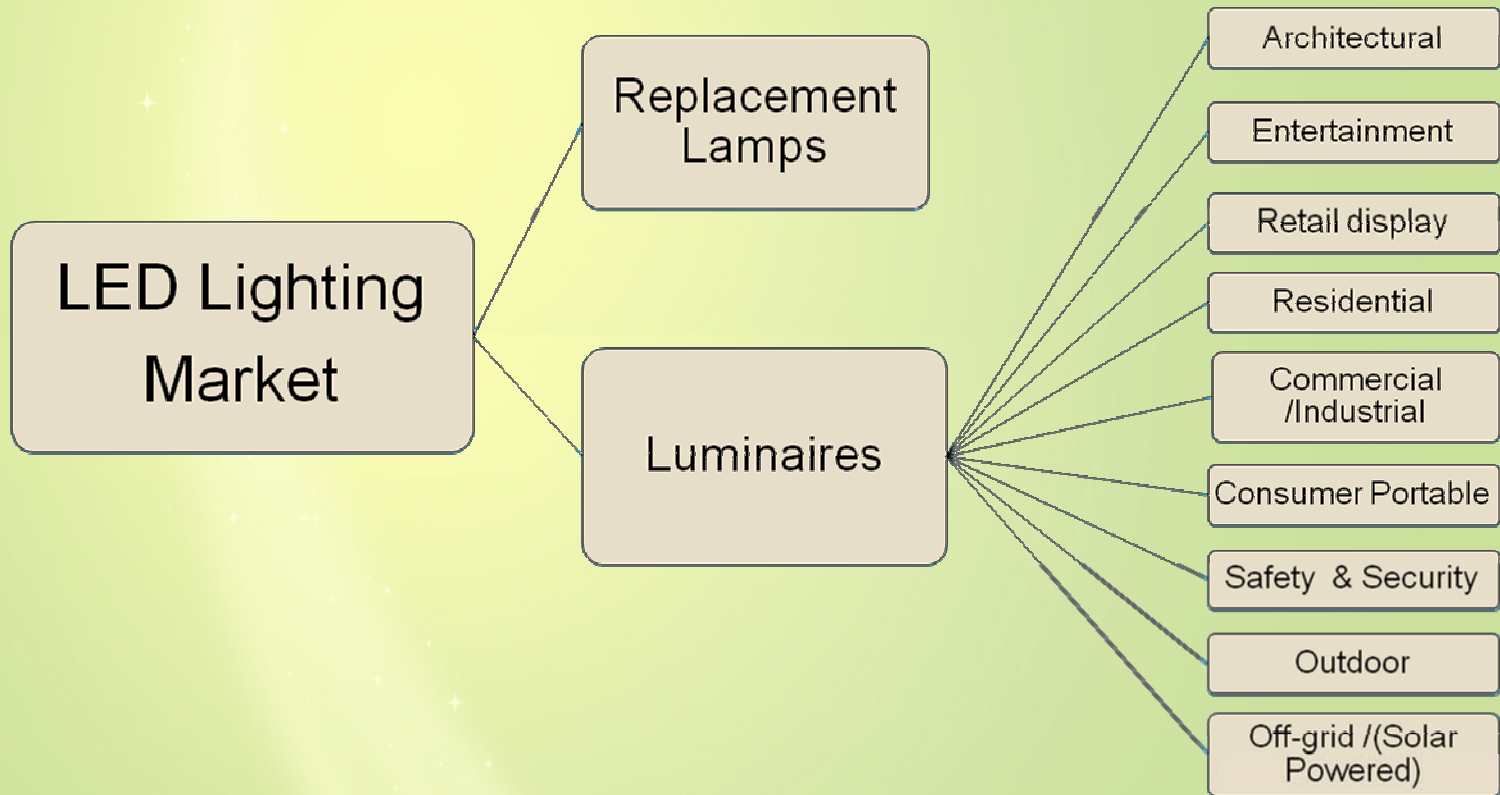 LED Lighting
Market
Replacement
Lamps
Luminaires
Architectural
Entertainment
Retail display
Residential
Commercial
/Industrial
Consumer Portable
Safety  & Security
Outdoor
Off-grid /(Solar
Powered)